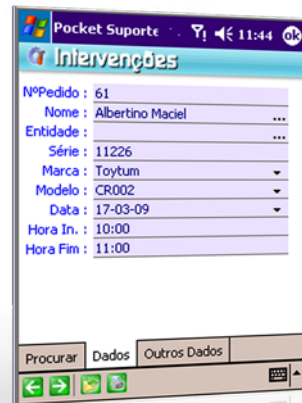 Pocket Suporte 11:44 ok
Intervenções
NºPedido : 61
Nome : Albertino Maciel ...
Entidade : ...
Série : 11226
Marca : Toytum
Modelo : CR002
Data : 17-03-09
Hora In. : 10:00
Hora Fim : 11:00
Procurar Dados Outros Dados